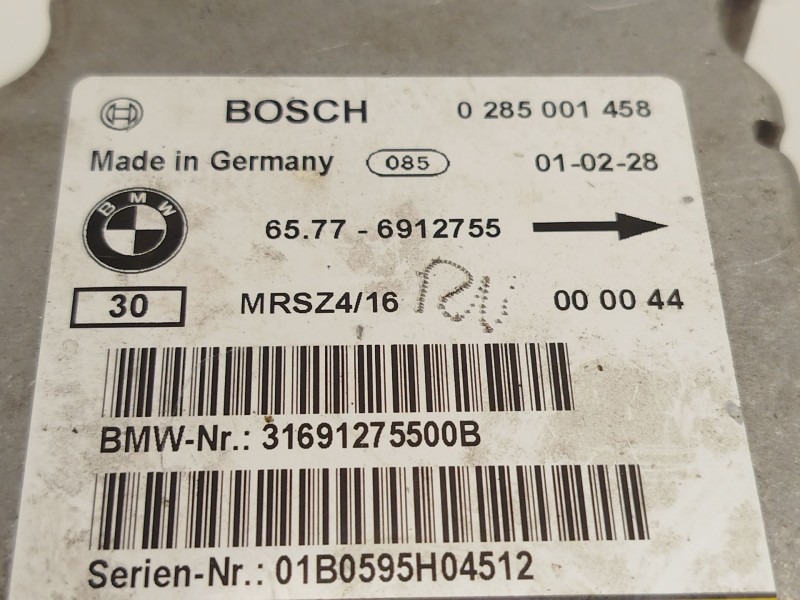 BOSCH 0 285 001 458
Made in Germany 085 01-02-28
BMW 65.77 - 6912755
30 MRSZ4/16 00 00 44
BMW-Nr.: 31691275500B
Serien-Nr.: 01B0595H04512